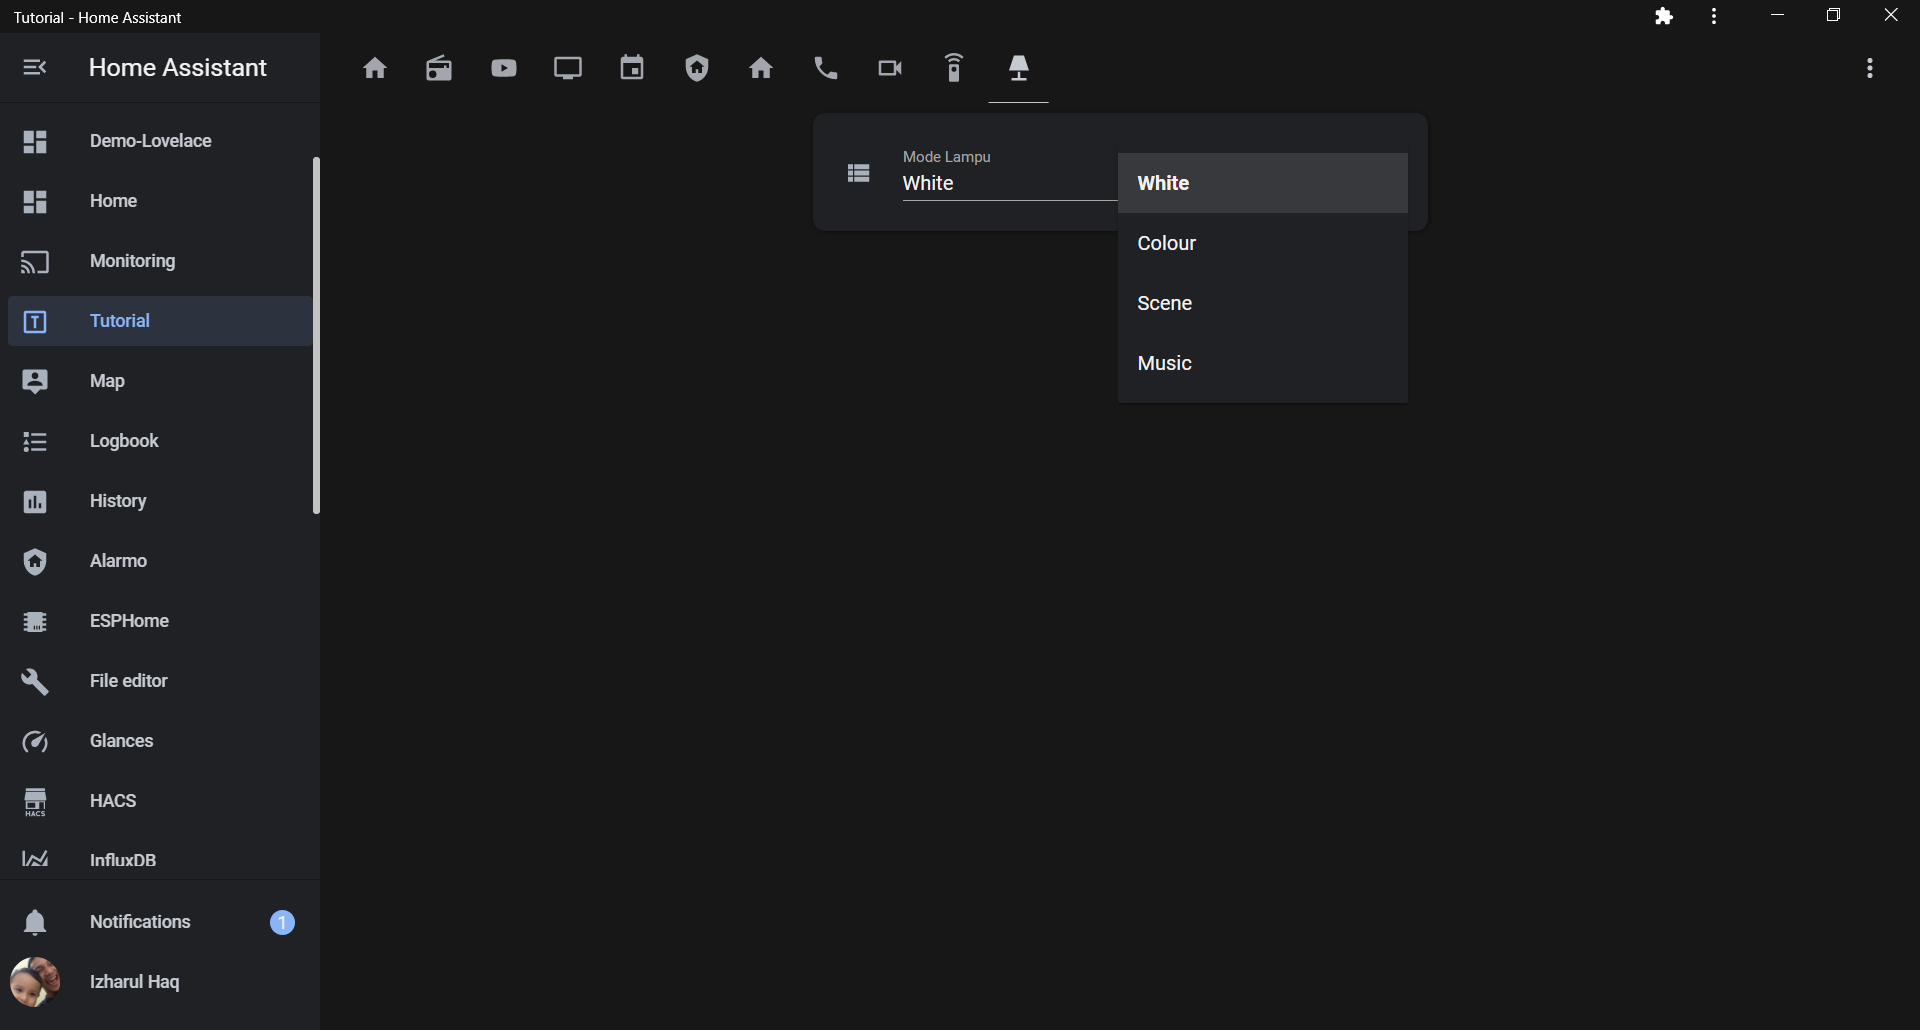 Tutorial - Home Assistant
Home Assistant
Demo-Lovelace
Home
Monitoring
T
Tutorial
Map
Logbook
History
Alarmo
ESPHome
File editor
Glances
HACS
HACS
InfluxDB
Notifications
1
Izharul Haq
Mode Lampu
White
White
Colour
Scene
Music